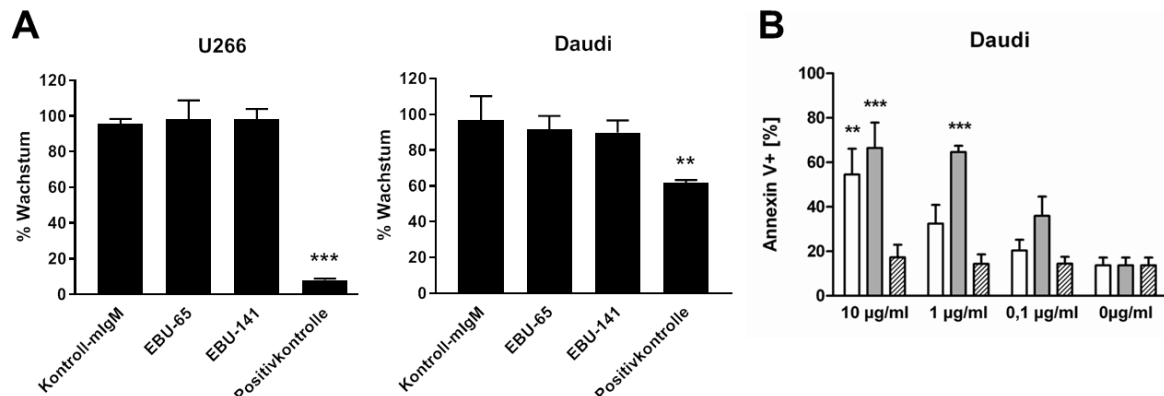 A
U266
% Wachstum
120
100
80
60
40
20
0
***
Kontroll-mIgM
EBU-65
EBU-141
Positivkontrolle
Daudi
% Wachstum
120
100
80
60
40
20
0
**
Kontroll-mIgM
EBU-65
EBU-141
Positivkontrolle
B
Daudi
Annexin V+ [%]
100
80
60
40
20
0
** *** ***
10 µg/ml 1 µg/ml 0,1 µg/ml 0µg/ml